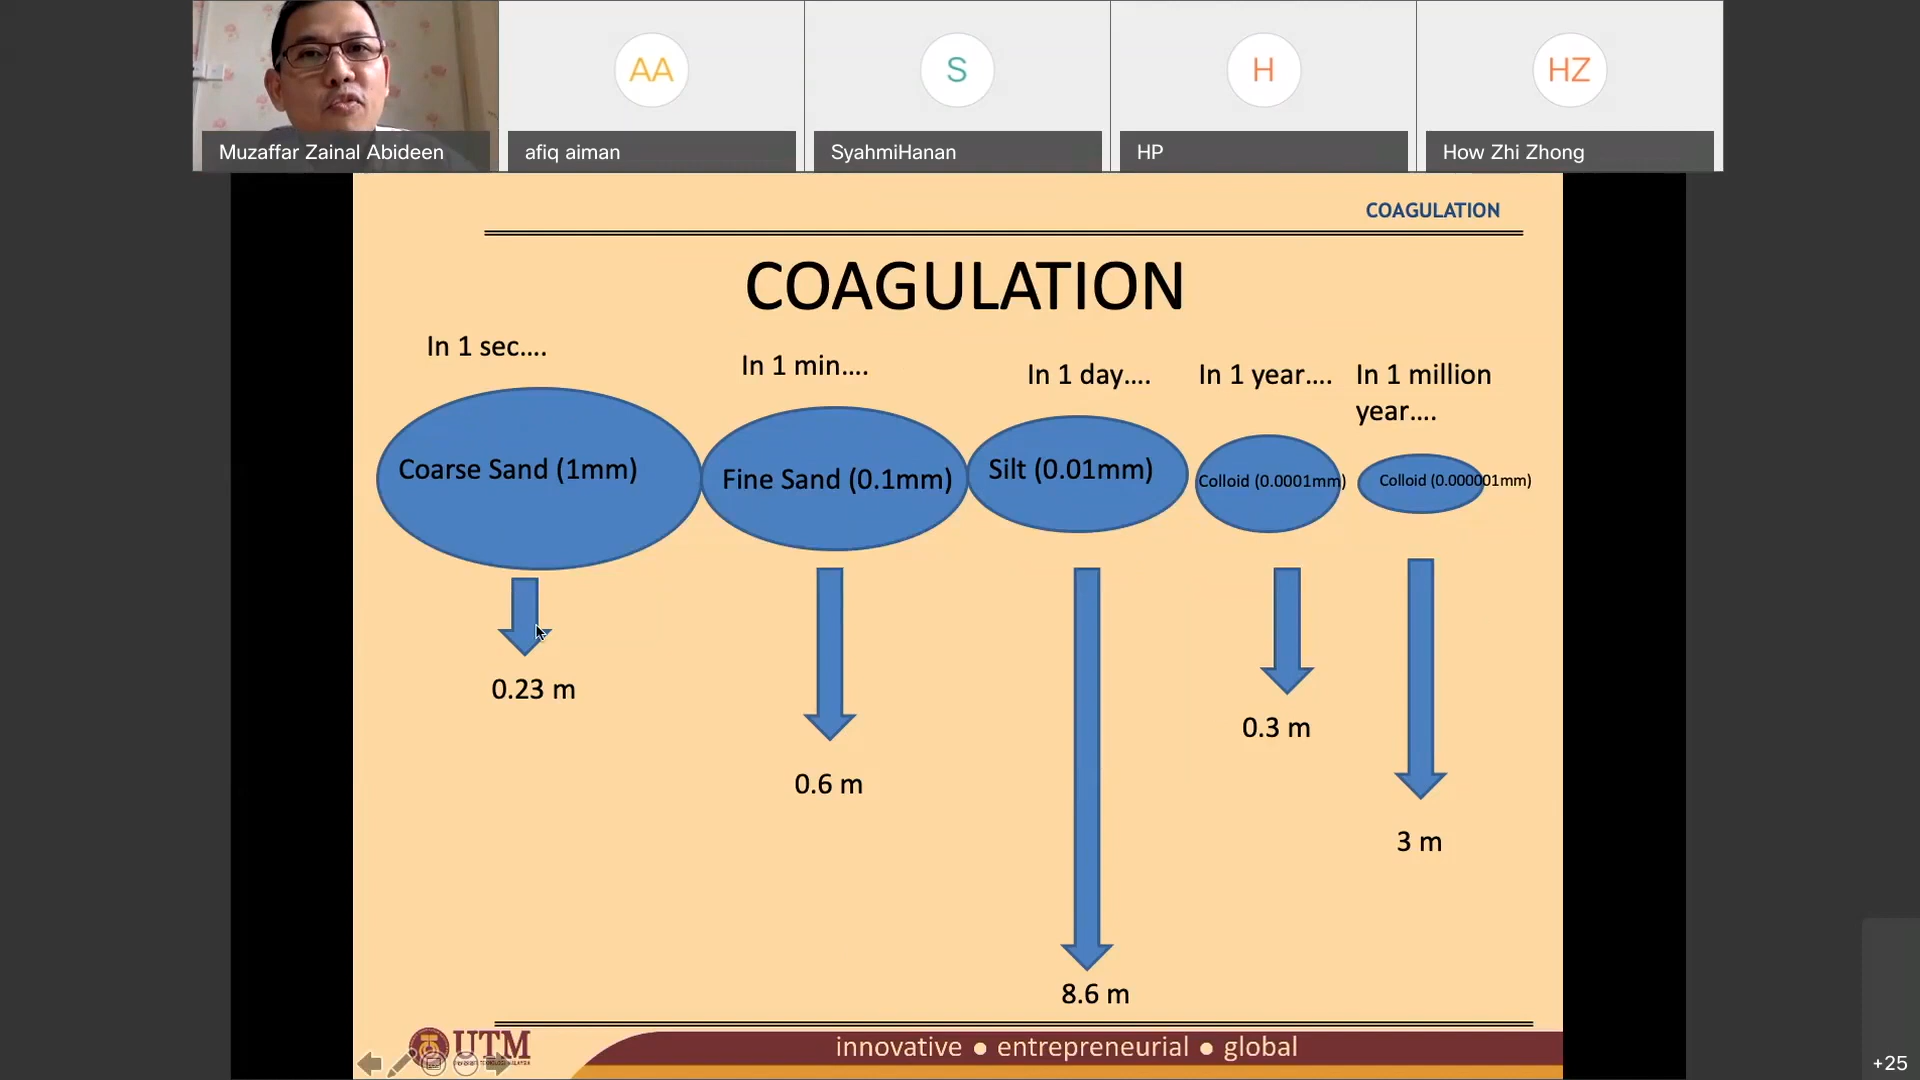 AA
S
H
HZ
Muzaffar Zainal Abideen
afiq aiman
SyahmiHanan
HP
How Zhi Zhong
COAGULATION
COAGULATION
In 1 sec....
In 1 min....
In 1 day....
In 1 year....
In 1 million
year....
Coarse Sand (1mm)
Fine Sand (0.1mm)
Silt (0.01mm)
Colloid (0.0001mm)
Colloid (0.000001mm)
0.23 m
0.6 m
8.6 m
0.3 m
3 m
UTM
innovative ● entrepreneurial ● global
+25